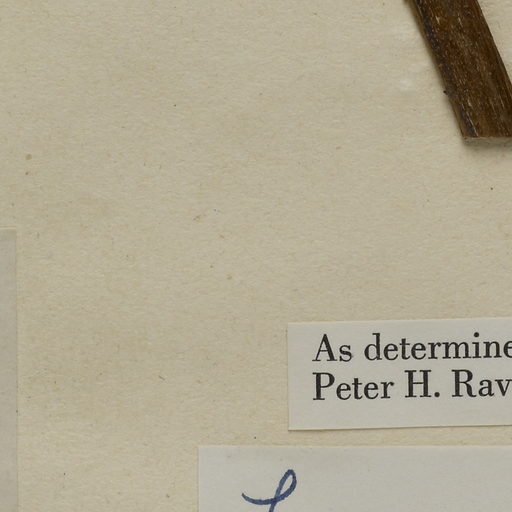 As determine
Peter H. Rav